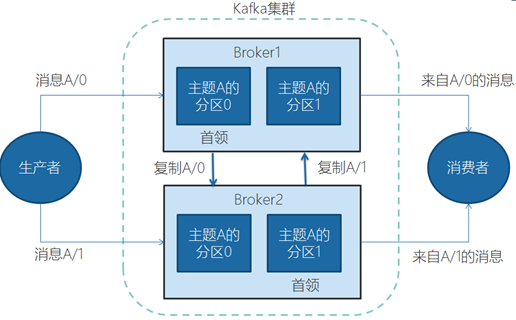 Kafka集群
Broker1
消息A/0
主题A的
分区0
主题A的
分区1
来自A/0的消息
首领
生产者
复制A/0
复制A/1
消费者
Broker2
主题A的
分区0
主题A的
分区1
消息A/1
来自A/1的消息
首领